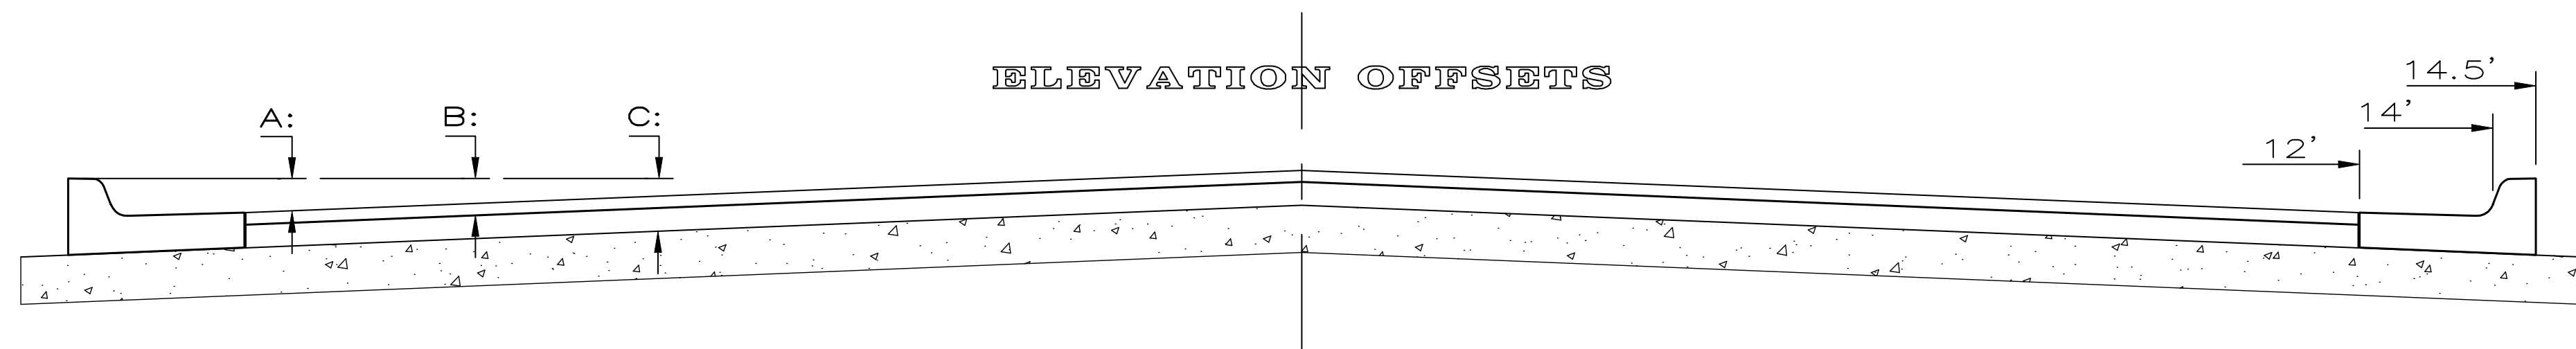 ELEVATION OFFSETS
14.5'
14'
12'
A:
B:
C: